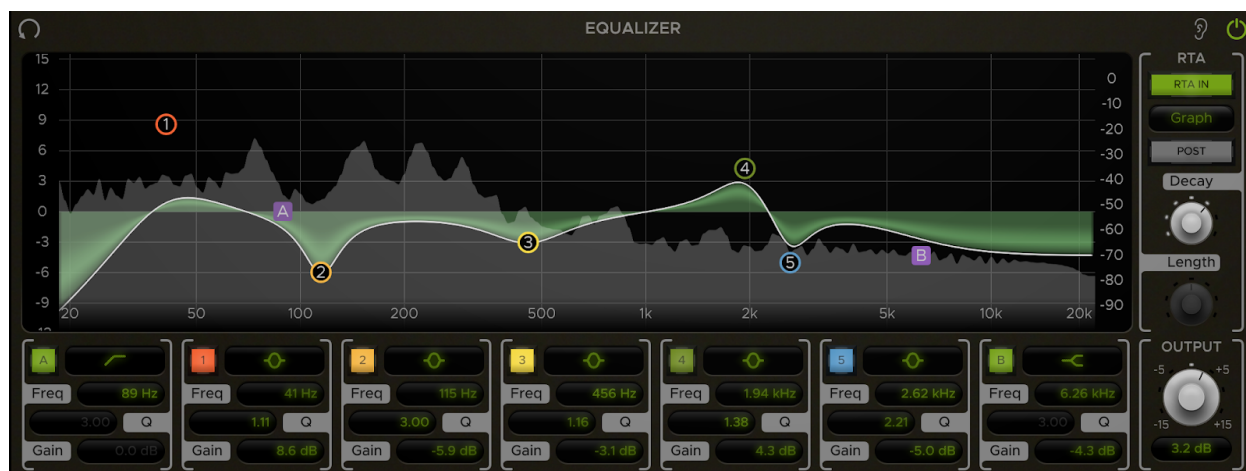 EQUALIZER
15
12
9
6
3
0
-3
-6
-9
-12
0
-10
-20
-30
-40
-50
-60
-70
-80
-90
20
50
100
200
500
1k
2k
5k
10k
20k
1
A
2
3
4
5
B
RTA
RTA IN
Graph
POST
Decay
Length
A
1
2
3
4
5
B
Freq 89 Hz
Freq 41 Hz
Freq 115 Hz
Freq 456 Hz
Freq 1.94 kHz
Freq 2.62 kHz
Freq 6.26 kHz
3.00 Q
1.11 Q
3.00 Q
1.16 Q
1.38 Q
2.21 Q
3.00 Q
Gain 0.0 dB
Gain 8.6 dB
Gain -5.9 dB
Gain -3.1 dB
Gain 4.3 dB
Gain -5.0 dB
Gain -4.3 dB
OUTPUT
-5 +5
-15 +15
3.2 dB